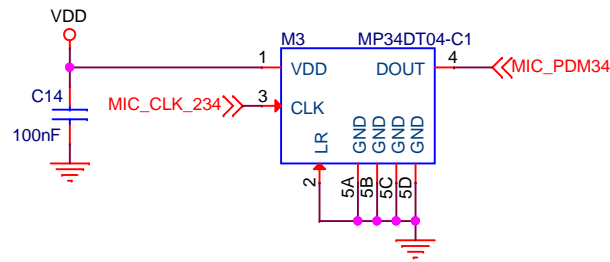 VDD
M3
MP34DT04-C1
1
VDD
DOUT
4
MIC_PDM34
C14
100nF
MIC_CLK_234
3
CLK
LR
GND
GND
GND
GND
2
5A
5B
5C
5D